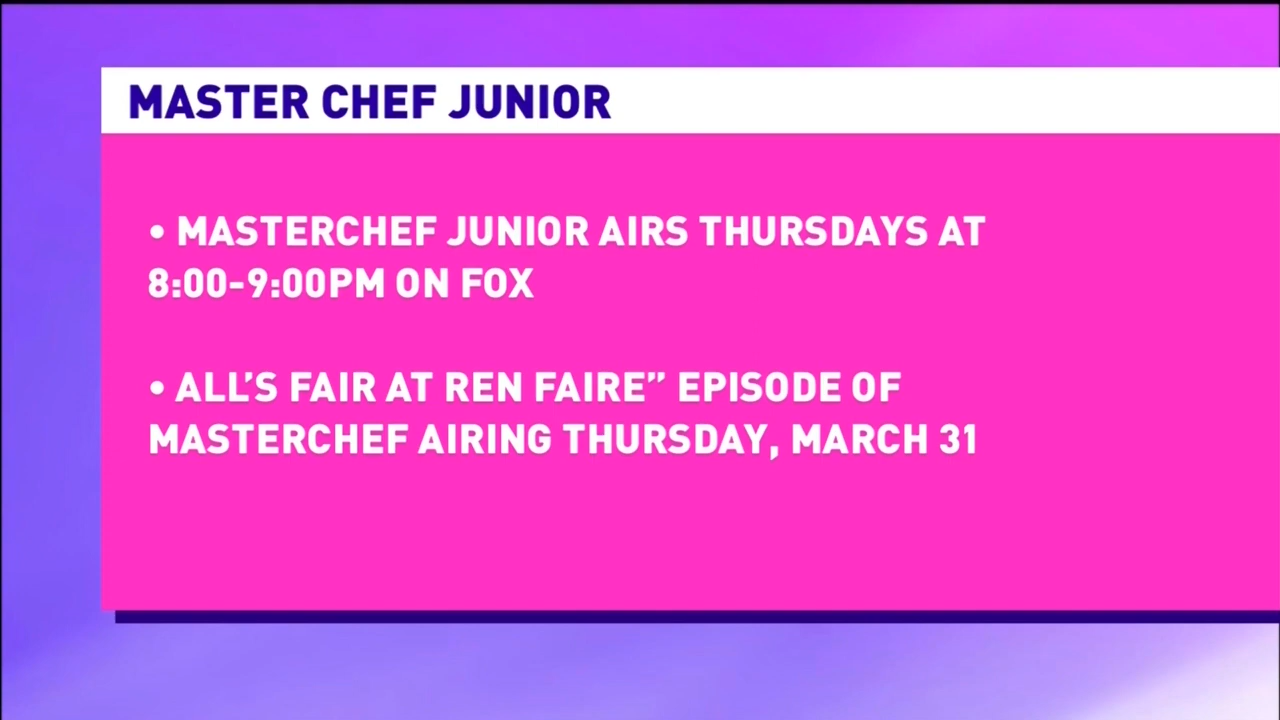 MASTER CHEF JUNIOR
• MASTERCHEF JUNIOR AIRS THURSDAYS AT
8:00-9:00PM ON FOX
• ALL’S FAIR AT REN FAIRE” EPISODE OF
MASTERCHEF AIRING THURSDAY, MARCH 31